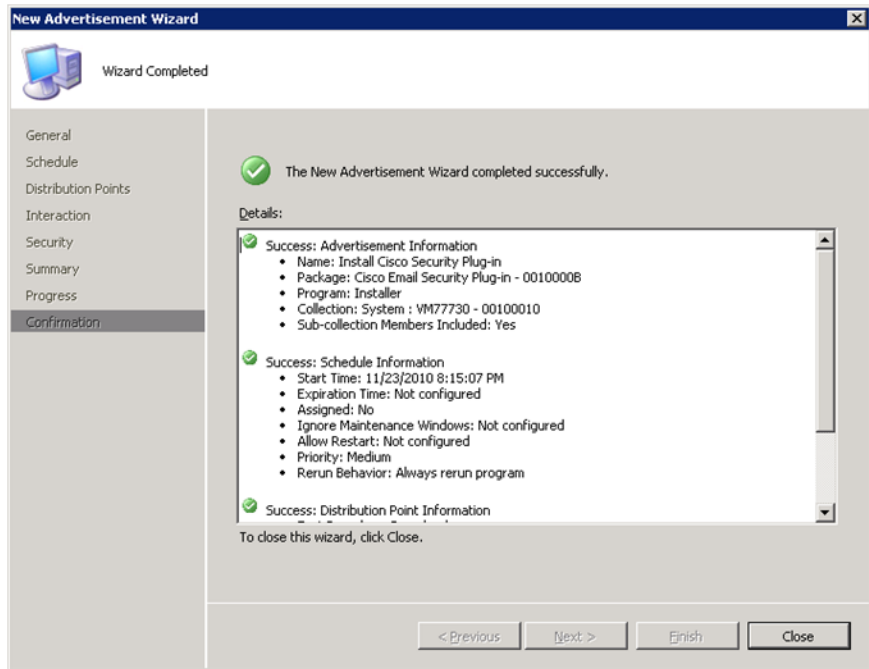 New Advertisement Wizard
Wizard Completed
General
Schedule
Distribution Points
Interaction
Security
Summary
Progress
Confirmation
The New Advertisement Wizard completed successfully.
Details:
Success: Advertisement Information
• Name: Install Cisco Security Plug-in
• Package: Cisco Email Security Plug-in - 0010000B
• Program: Installer
• Collection: System : VM77730 - 00100010
• Sub-collection Members Included: Yes
Success: Schedule Information
• Start Time: 11/23/2010 8:15:07 PM
• Expiration Time: Not configured
• Assigned: No
• Ignore Maintenance Windows: Not configured
• Allow Restart: Not configured
• Priority: Medium
• Rerun Behavior: Always rerun program
Success: Distribution Point Information
To close this wizard, click Close.
< Previous
Next >
Finish
Close